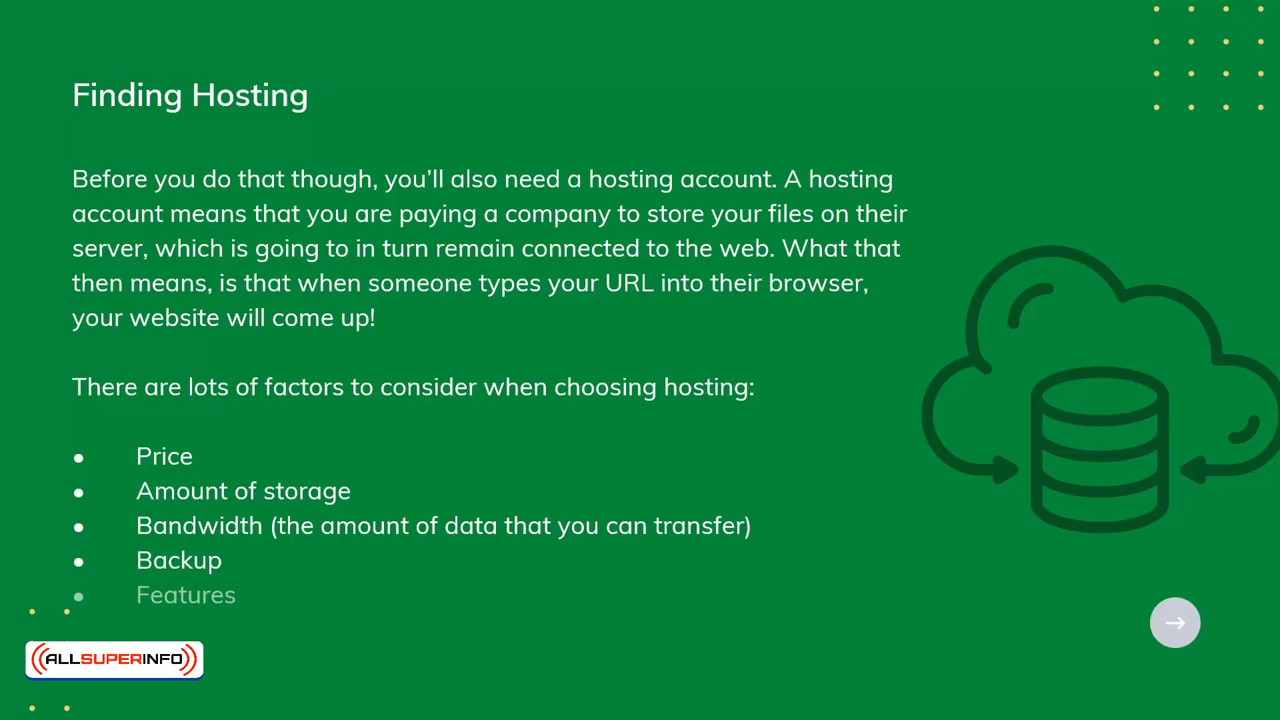 Finding Hosting
Before you do that though, you’ll also need a hosting account. A hosting
account means that you are paying a company to store your files on their
server, which is going to in turn remain connected to the web. What that
then means, is that when someone types your URL into their browser,
your website will come up!
There are lots of factors to consider when choosing hosting:
● Price
● Amount of storage
● Bandwidth (the amount of data that you can transfer)
● Backup
● Features
ALLSUPERINFO